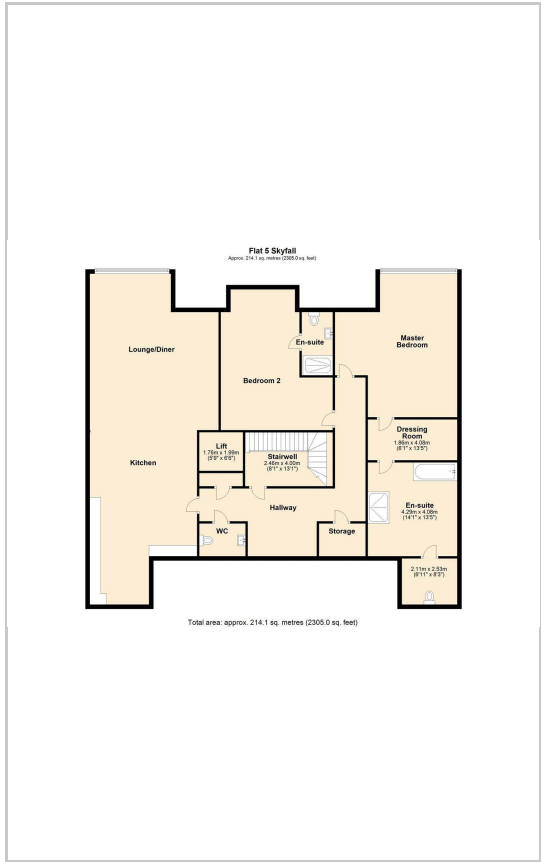 Flat 5 Skyfall
Approx. 214.1 sq. metres (2305.0 sq. feet)
Lounge/Diner
Master
Bedroom
En-suite
Bedroom 2
Dressing
Room
1.86m x 4.08m
(6'1" x 13'5")
Lift
1.76m x 1.99m
(5'9" x 6'6")
Stairwell
2.46m x 4.00m
(8'1" x 13'1")
Kitchen
En-suite
4.29m x 4.08m
(14'1" x 13'5")
Hallway
WC
Storage
2.11m x 2.53m
(6'11" x 8'3")
Total area: approx. 214.1 sq. metres (2305.0 sq. feet)